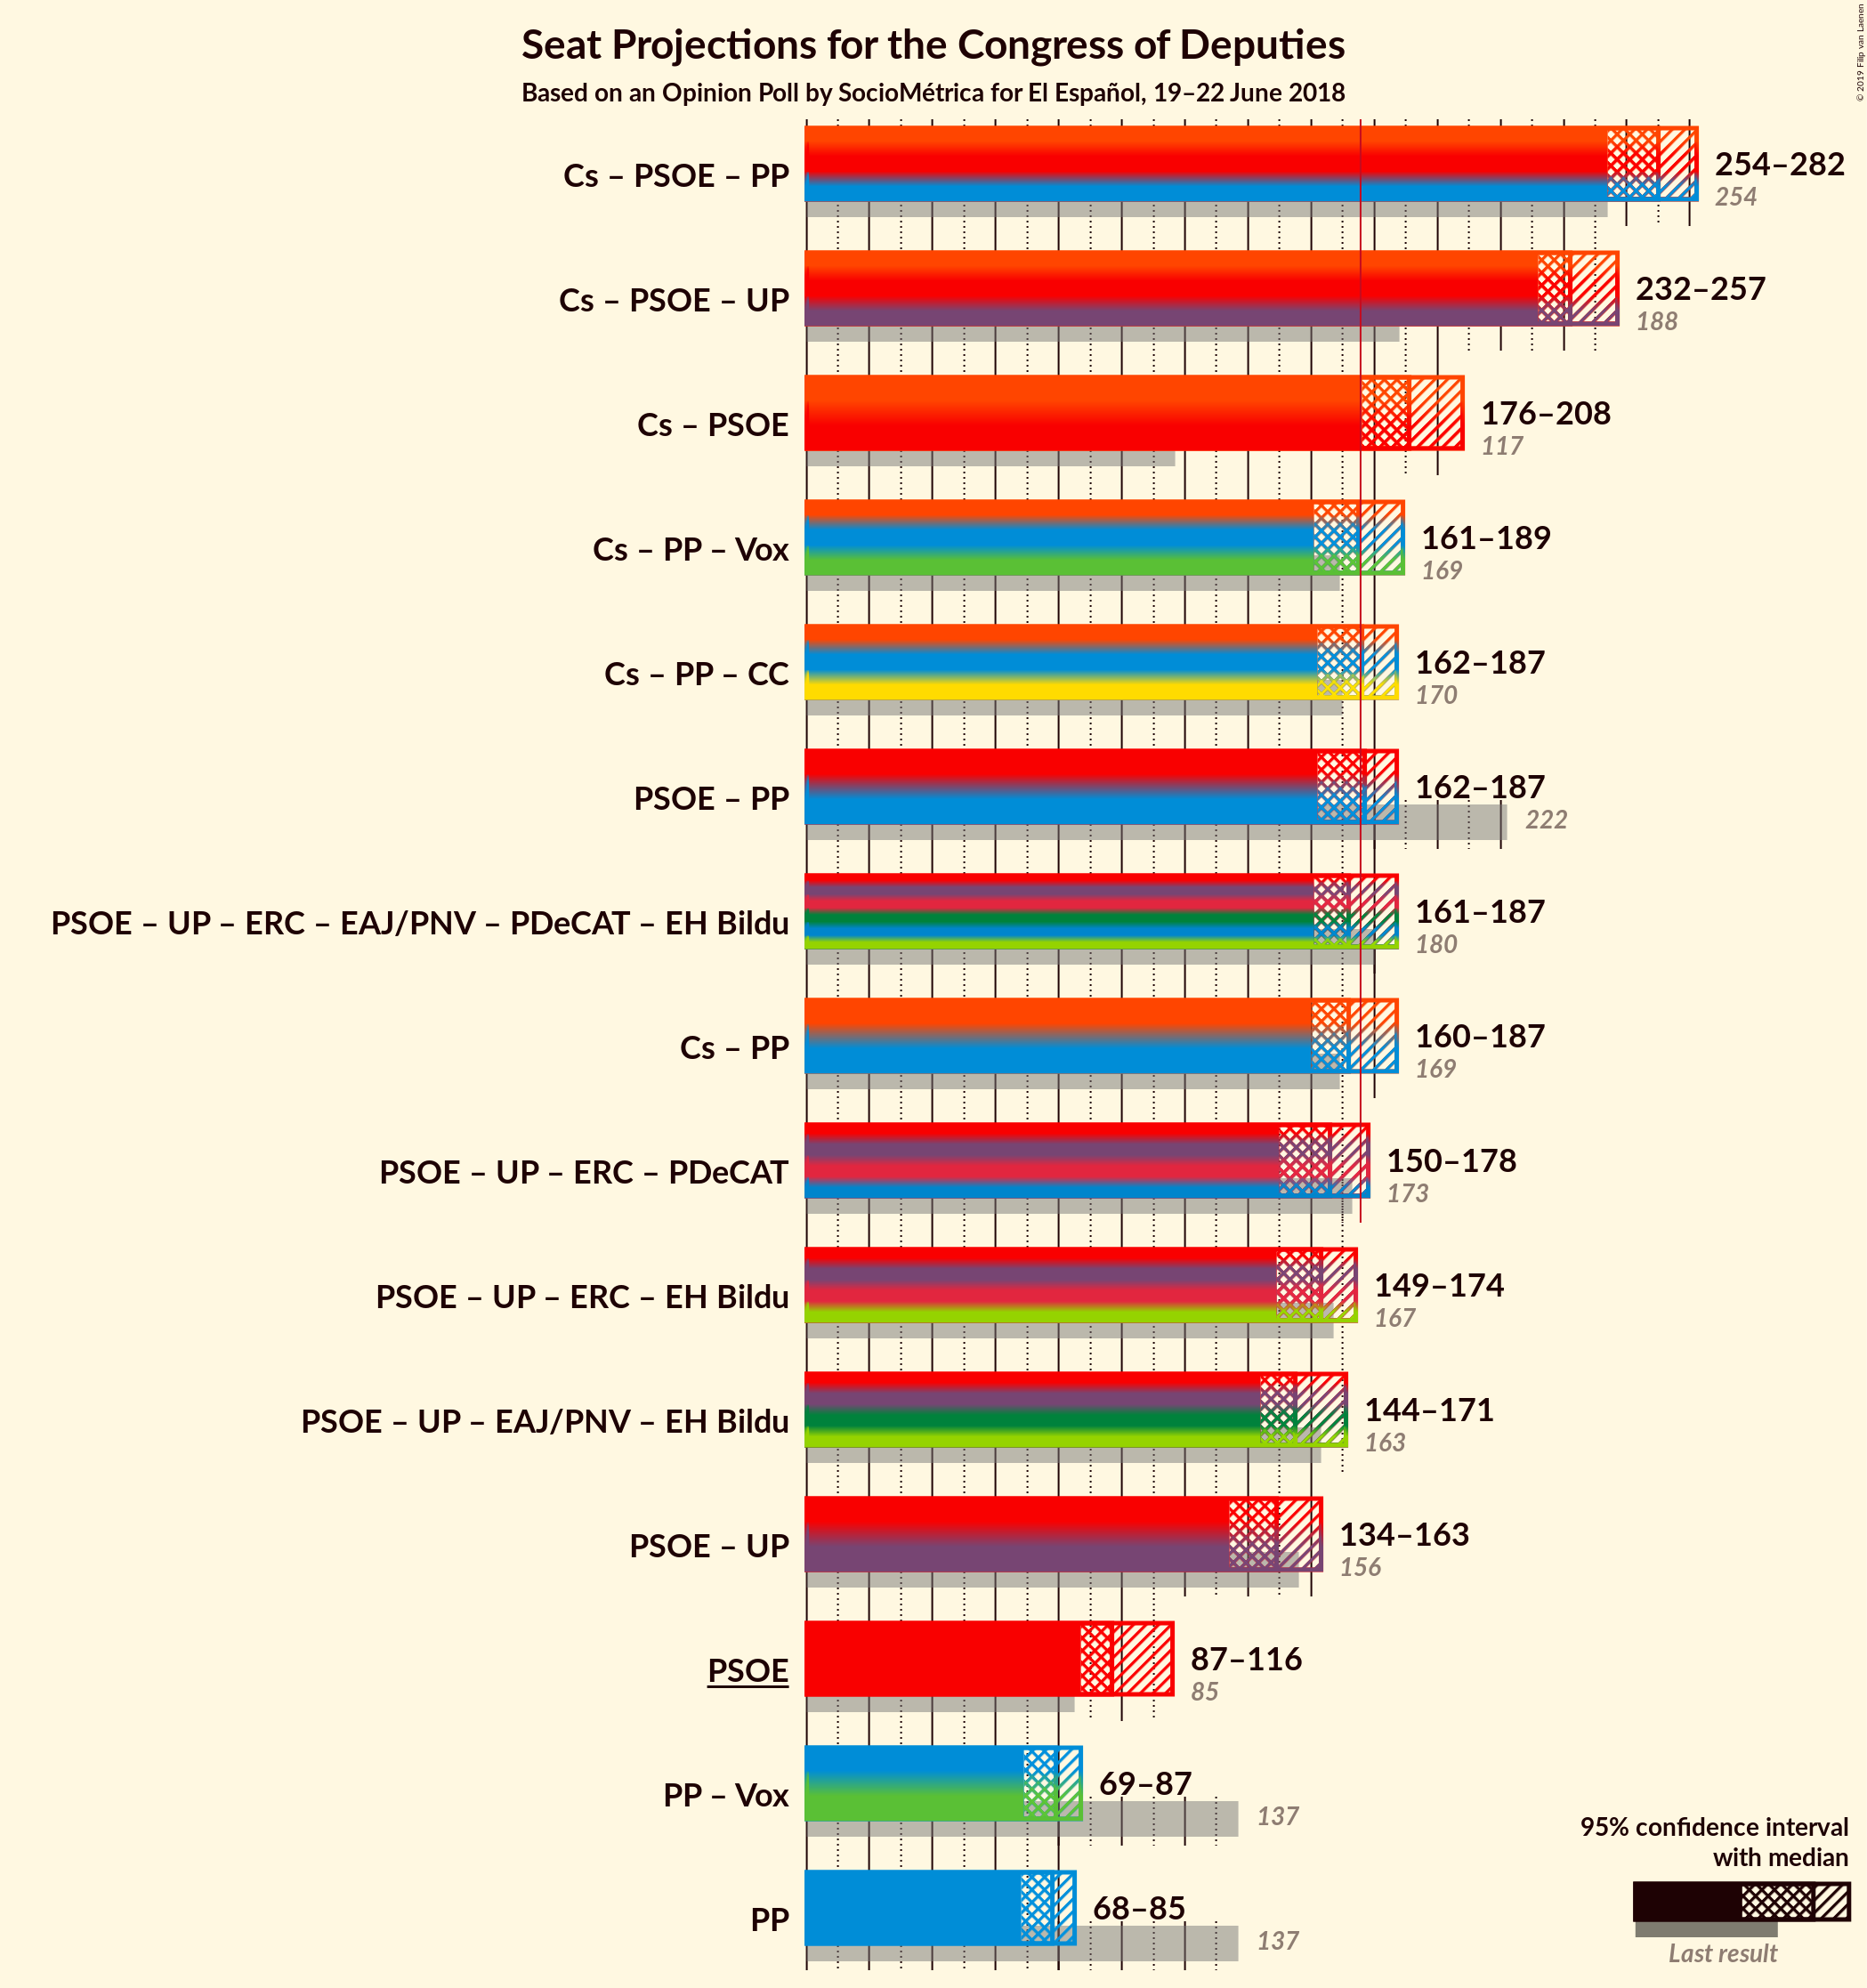 Seat Projections for the Congress of Deputies
Based on an Opinion Poll by SocioMétrica for El Español, 19–22 June 2018
© 2019 Filip van Laenen
Cs – PSOE – PP
254–282
254
Cs – PSOE – UP
232–257
188
Cs – PSOE
176–208
117
Cs – PP – Vox
161–189
169
Cs – PP – CC
162–187
170
PSOE – PP
162–187
222
PSOE – UP – ERC – EAJ/PNV – PDeCAT – EH Bildu
161–187
180
Cs – PP
160–187
169
PSOE – UP – ERC – PDeCAT
150–178
173
PSOE – UP – ERC – EH Bildu
149–174
167
PSOE – UP – EAJ/PNV – EH Bildu
144–171
163
PSOE – UP
134–163
156
PSOE
87–116
85
PP – Vox
69–87
137
PP
68–85
137
95% confidence interval
with median
Last result